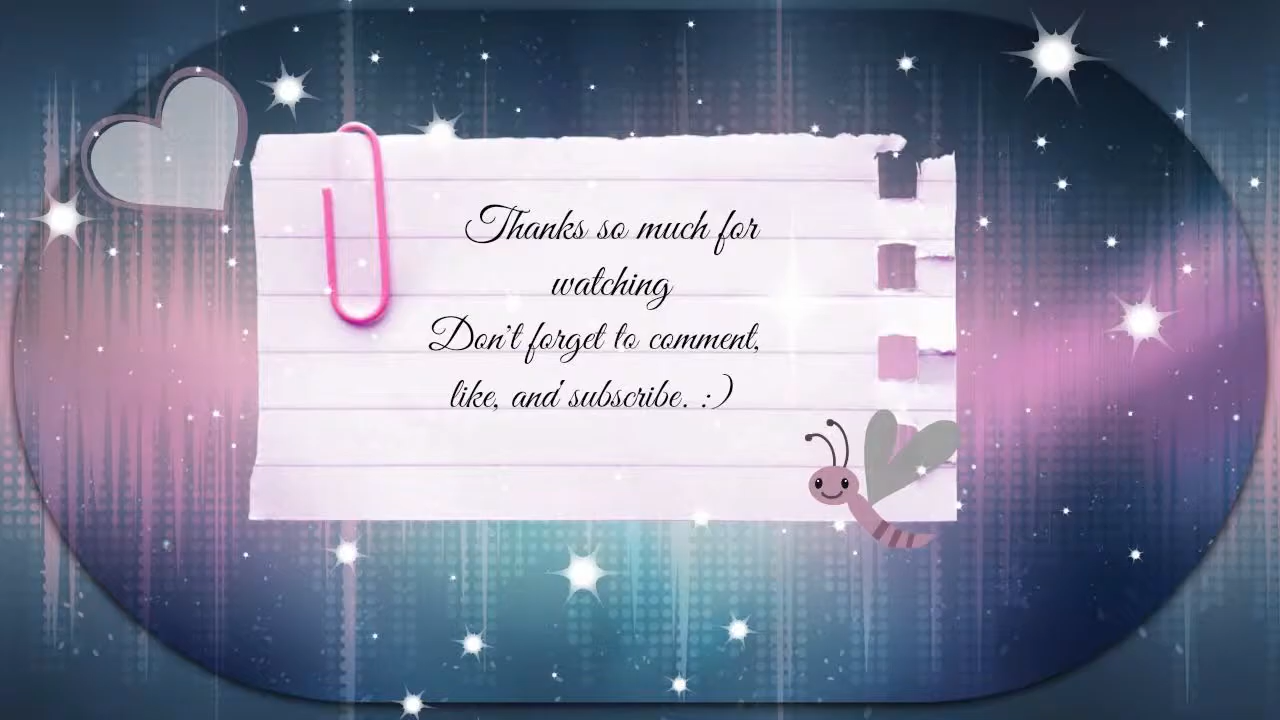 Thanks so much for
watching
Don't forget to comment,
like, and subscribe. :)